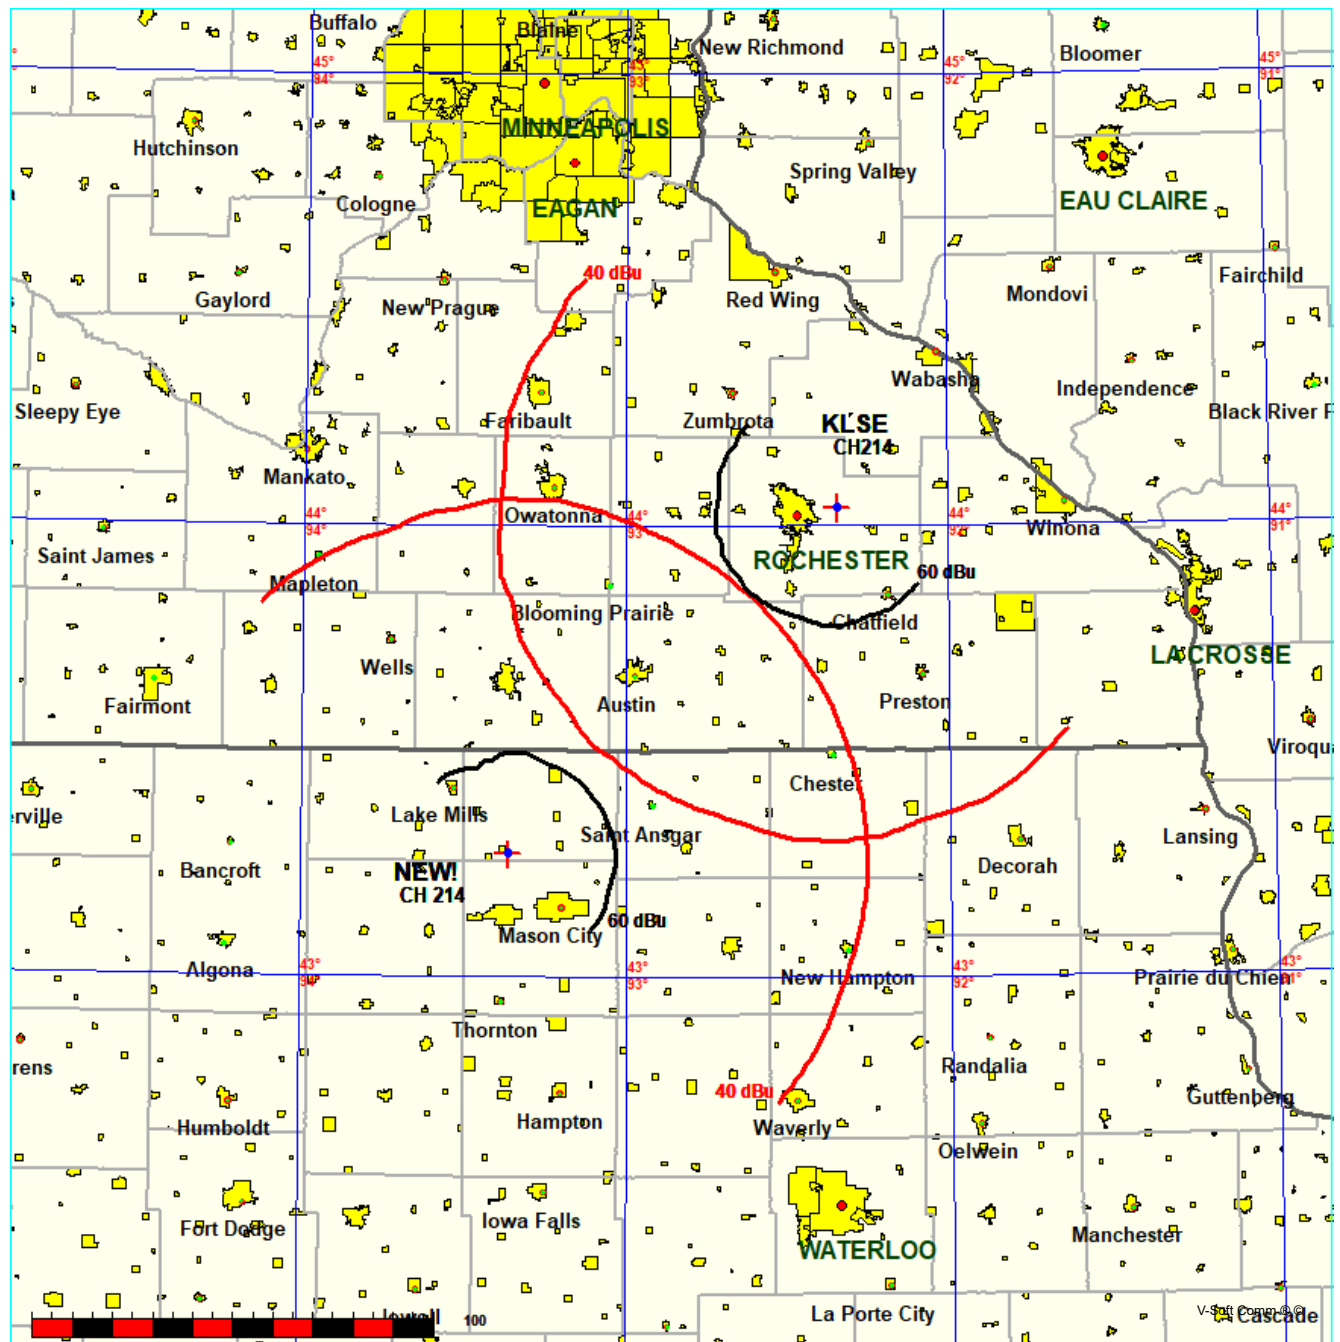 Buffalo
Blaine
New Richmond
Bloomer
45°
94°
45°
93°
45°
92°
45°
91°
Hutchinson
MINNEAPOLIS
Spring Valley
Cologne
EAGAN
EAU CLAIRE
40 dBu
Gaylord
New Prague
Red Wing
Mondovi
Fairchild
Sleepy Eye
Faribault
Zumbrota
Wabasha
Independence
Black River F
KLSE
CH214
Mankato
Owatonna
44°
94°
44°
93°
44°
92°
44°
91°
Winona
Saint James
Mapleton
ROCHESTER
60 dBu
Blooming Prairie
Chatfield
Wells
LA CROSSE
Fairmont
Austin
Preston
Viroqua
Chester
erville
Lake Mills
Saint Ansgar
Lansing
Bancroft
NEW!
CH 214
Decorah
60 dBu
Mason City
Algona
43°
94°
43°
93°
New Hampton
43°
92°
Prairie du Chien
43°
91°
Thornton
rens
Randalia
40 dBu
Guttenberg
Humboldt
Hampton
Waverly
Oelwein
Fort Dodge
Iowa Falls
WATERLOO
Manchester
100
La Porte City
V-Soft Comm ® ©
Cascade